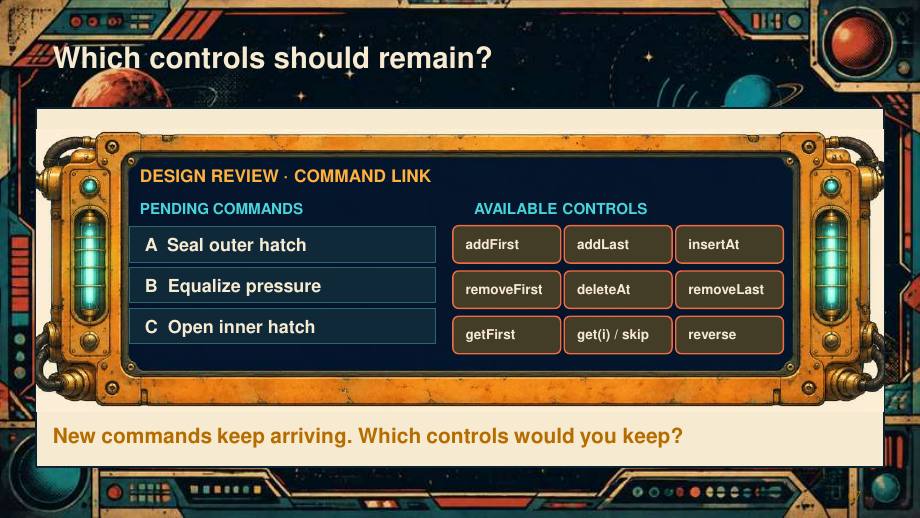 Which controls should remain?
DESIGN REVIEW · COMMAND LINK
PENDING COMMANDS
A Seal outer hatch
B Equalize pressure
C Open inner hatch
AVAILABLE CONTROLS
addFirst addLast insertAt
removeFirst deleteAt removeLast
getFirst get(i) / skip reverse
New commands keep arriving. Which controls would you keep?